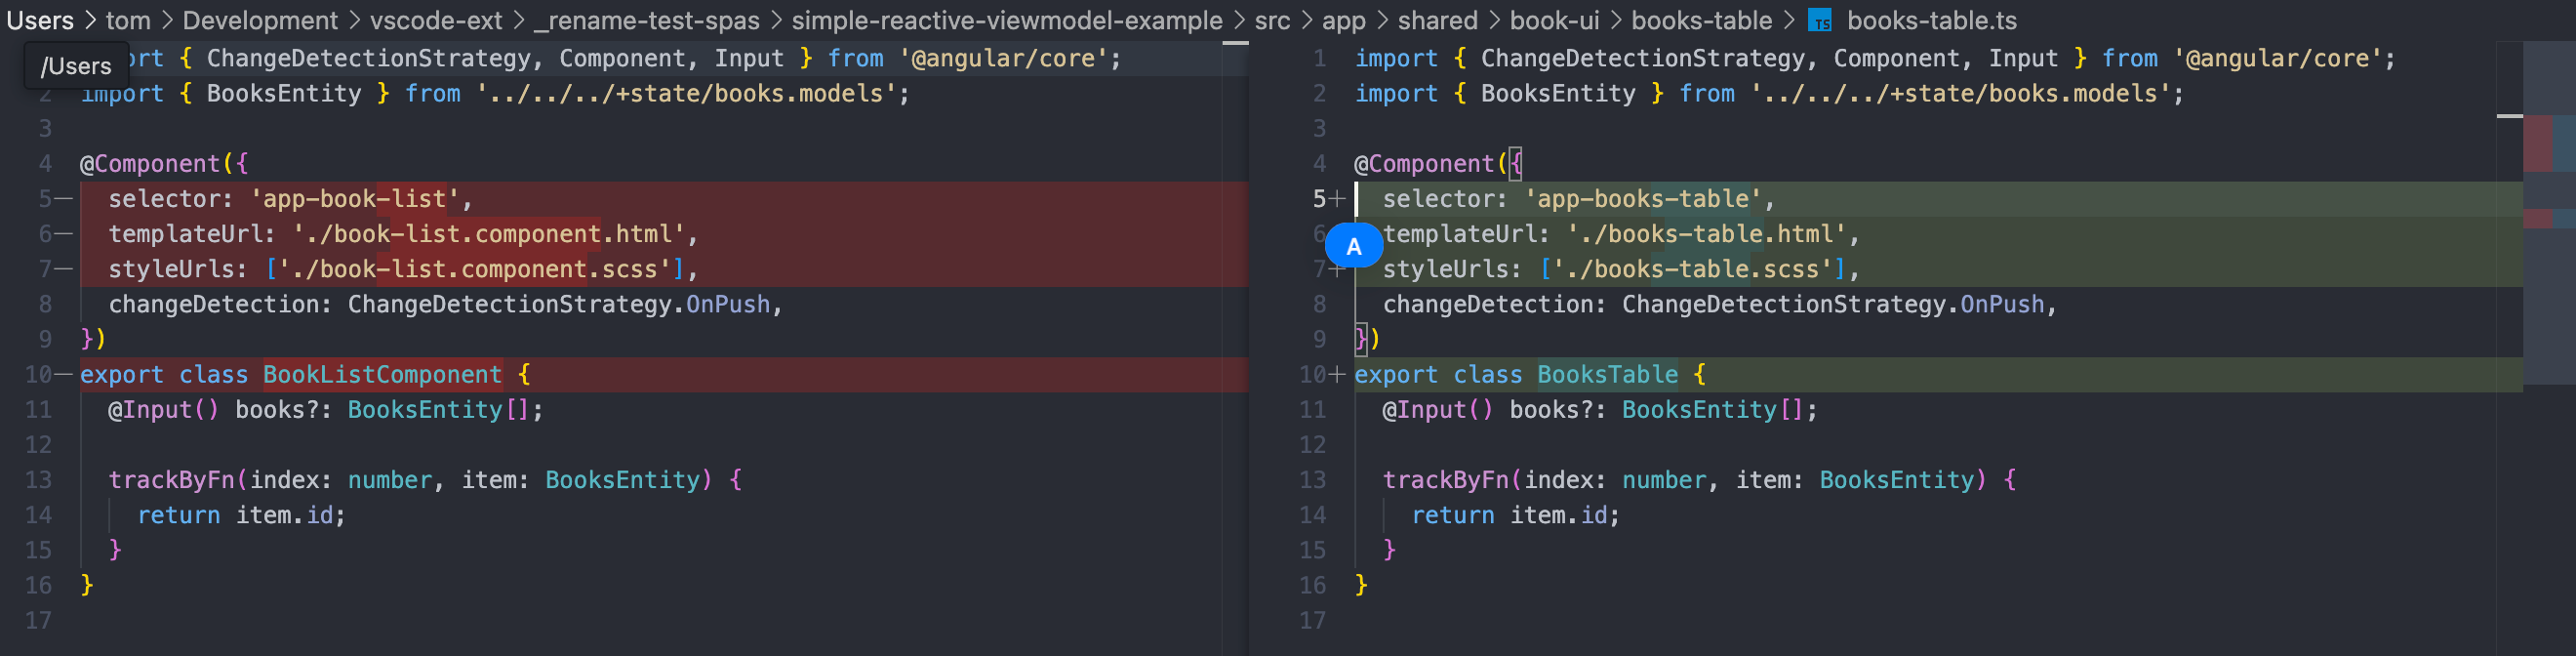 Users > tom > Development > vscode-ext > _rename-test-spas > simple-reactive-viewmodel-example > src > app > shared > book-ui > books-table > TS books-table.ts
/Users
ort { ChangeDetectionStrategy, Component, Input } from '@angular/core';
2 import { BooksEntity } from '../../../+state/books.models';
3
4 @Component({
5— selector: 'app-book-list',
6— templateUrl: './book-list.component.html',
7— styleUrls: ['./book-list.component.scss'],
8 changeDetection: ChangeDetectionStrategy.OnPush,
9 })
10— export class BookListComponent {
11 @Input() books?: BooksEntity[];
12
13 trackByFn(index: number, item: BooksEntity) {
14 return item.id;
15 }
16 }
17
1 import { ChangeDetectionStrategy, Component, Input } from '@angular/core';
2 import { BooksEntity } from '../../../+state/books.models';
3
4 @Component({
5+ selector: 'app-books-table',
6 templateUrl: './books-table.html',
A
7+ styleUrls: ['./books-table.scss'],
8 changeDetection: ChangeDetectionStrategy.OnPush,
9 })
10+ export class BooksTable {
11 @Input() books?: BooksEntity[];
12
13 trackByFn(index: number, item: BooksEntity) {
14 return item.id;
15 }
16 }
17